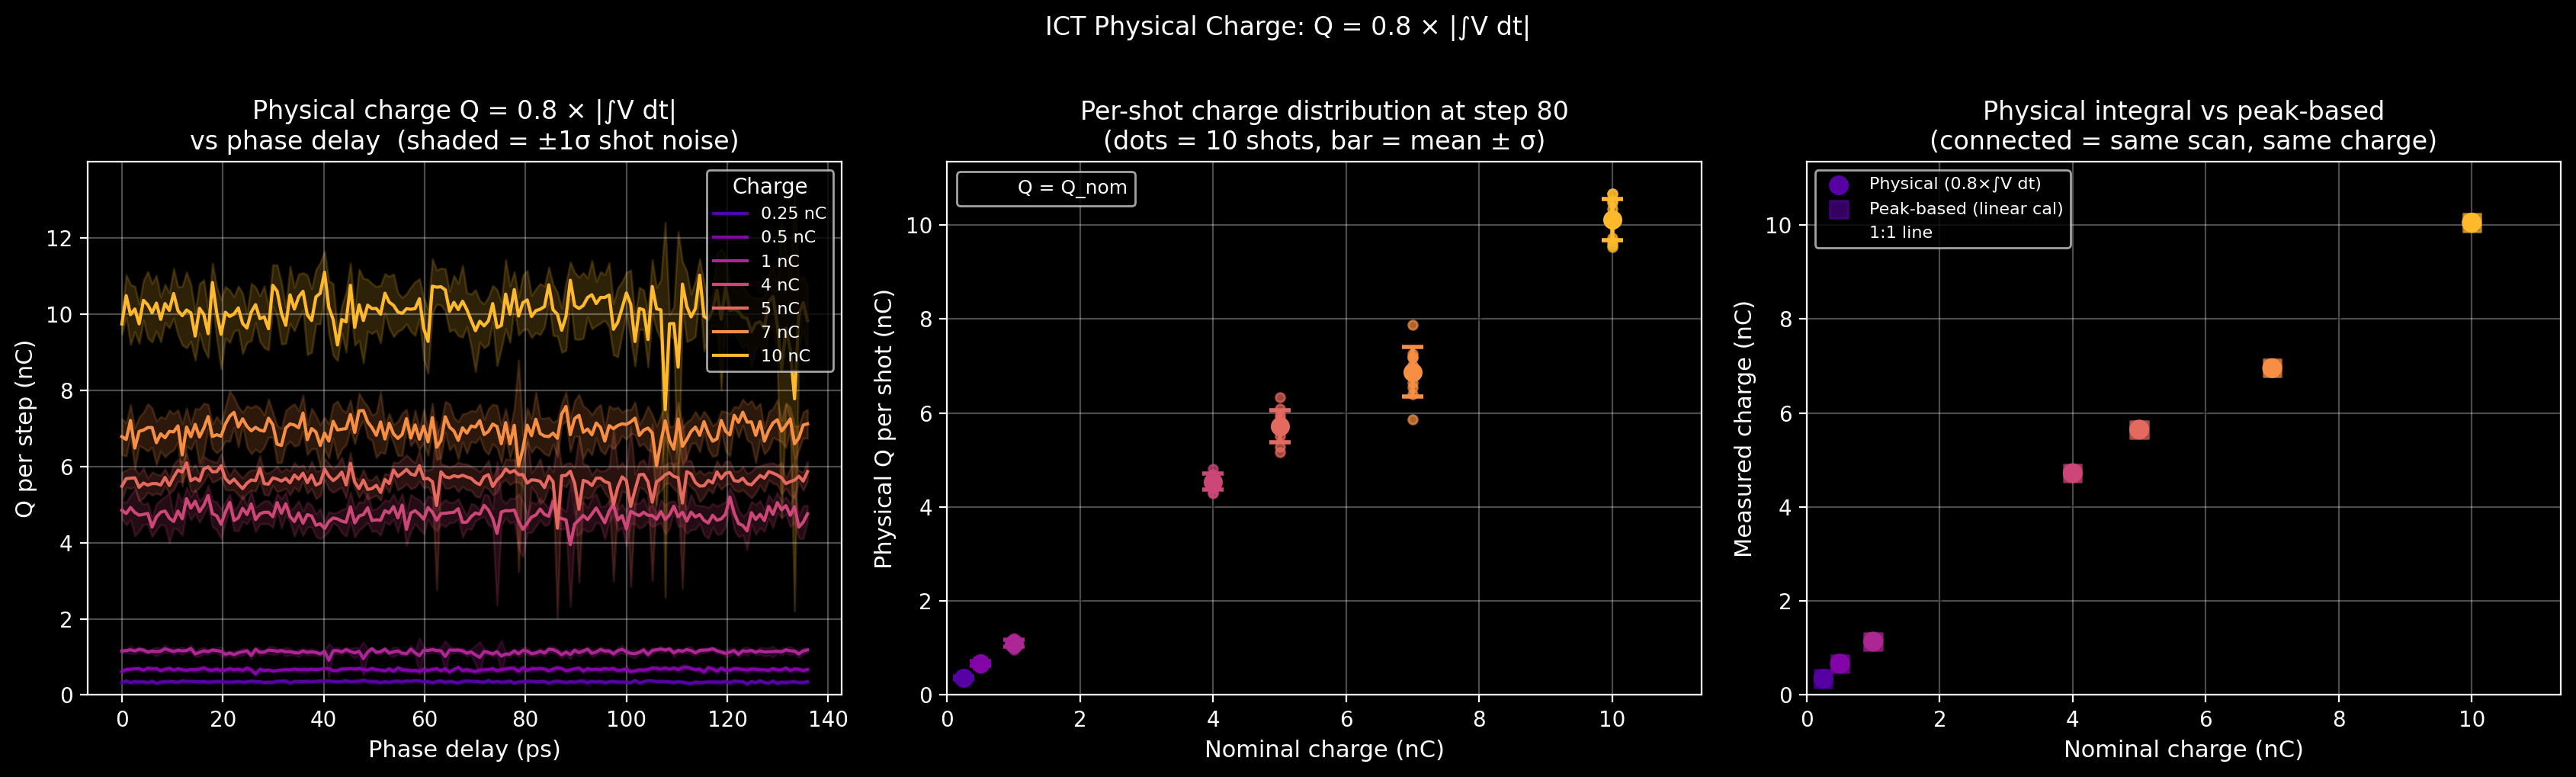 ICT Physical Charge: Q = 0.8 × |∫V dt|
Physical charge Q = 0.8 × |∫V dt|
vs phase delay  (shaded = ±1σ shot noise)
Charge
0.25 nC
0.5 nC
1 nC
4 nC
5 nC
7 nC
10 nC
12
10
8
6
4
2
0
Q per step (nC)
0 20 40 60 80 100 120 140
Phase delay (ps)
Per-shot charge distribution at step 80
(dots = 10 shots, bar = mean ± σ)
Q = Q_nom
10
8
6
4
2
0
Physical Q per shot (nC)
0 2 4 6 8 10
Nominal charge (nC)
Physical integral vs peak-based
(connected = same scan, same charge)
Physical (0.8×∫V dt)
Peak-based (linear cal)
1:1 line
10
8
6
4
2
0
Measured charge (nC)
0 2 4 6 8 10
Nominal charge (nC)